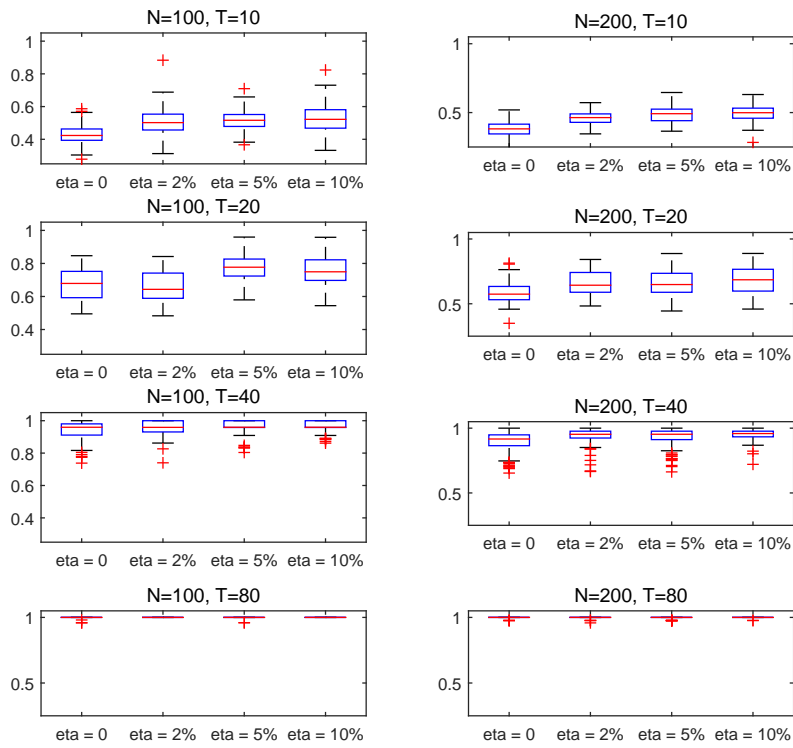 N=100, T=10
1
0.8
0.6
0.4
eta = 0 eta = 2% eta = 5% eta = 10%
N=200, T=10
1
0.5
eta = 0 eta = 2% eta = 5% eta = 10%
N=100, T=20
1
0.8
0.6
0.4
eta = 0 eta = 2% eta = 5% eta = 10%
N=200, T=20
1
0.5
eta = 0 eta = 2% eta = 5% eta = 10%
N=100, T=40
1
0.8
0.6
0.4
eta = 0 eta = 2% eta = 5% eta = 10%
N=200, T=40
1
0.5
eta = 0 eta = 2% eta = 5% eta = 10%
N=100, T=80
1
0.5
eta = 0 eta = 2% eta = 5% eta = 10%
N=200, T=80
1
0.5
eta = 0 eta = 2% eta = 5% eta = 10%